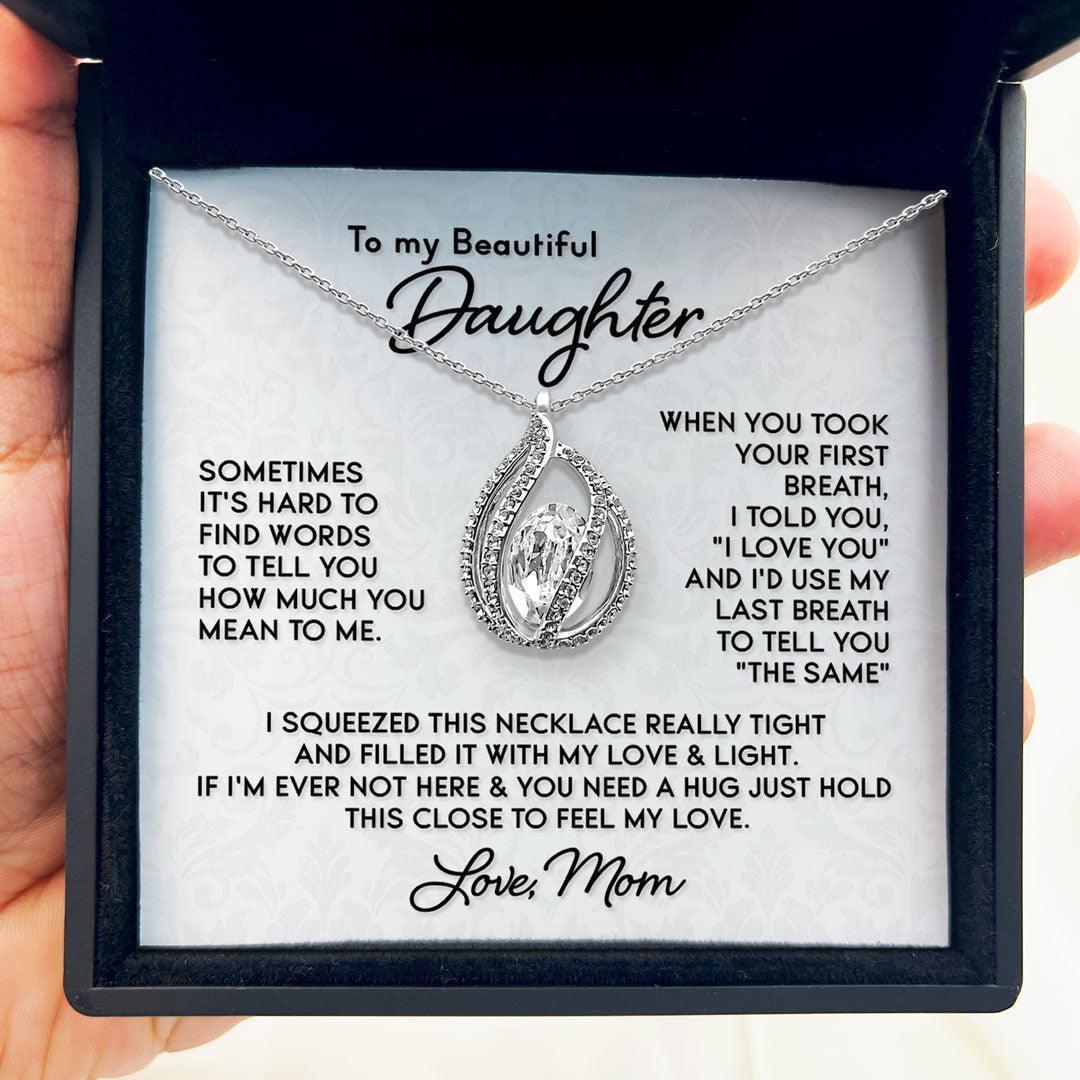 To my Beautiful
Daughter
SOMETIMES
IT'S HARD TO
FIND WORDS
TO TELL YOU
HOW MUCH YOU
MEAN TO ME.
WHEN YOU TOOK
YOUR FIRST
BREATH,
I TOLD YOU,
"I LOVE YOU"
AND I'D USE MY
LAST BREATH
TO TELL YOU
"THE SAME"
I SQUEEZED THIS NECKLACE REALLY TIGHT
AND FILLED IT WITH MY LOVE & LIGHT.
IF I'M EVER NOT HERE & YOU NEED A HUG JUST HOLD
THIS CLOSE TO FEEL MY LOVE.
Love, Mom